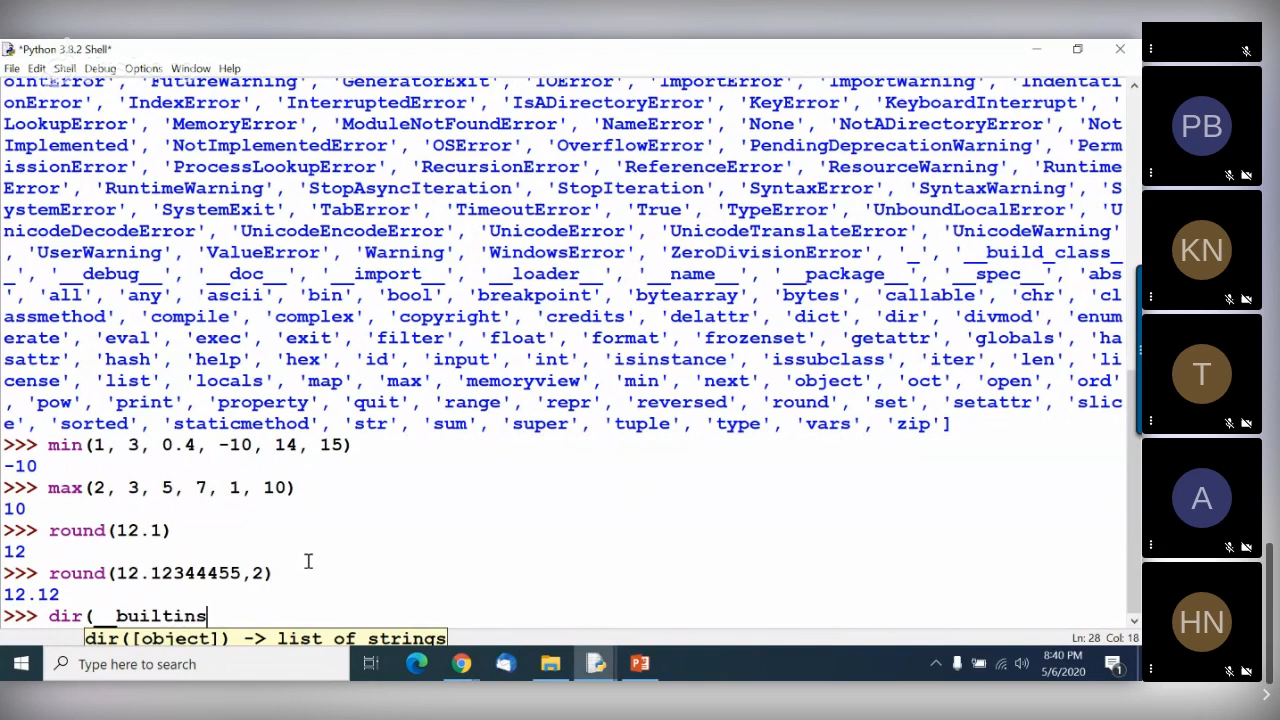 *Python 3.8.2 Shell*
File Edit Shell Debug Options Window Help
ointError', 'FutureWarning', 'GeneratorExit', 'IOError', 'ImportError', 'ImportWarning', 'Indentati
onError', 'IndexError', 'InterruptedError', 'IsADirectoryError', 'KeyError', 'KeyboardInterrupt', '
LookupError', 'MemoryError', 'ModuleNotFoundError', 'NameError', 'None', 'NotADirectoryError', 'Not
Implemented', 'NotImplementedError', 'OSError', 'OverflowError', 'PendingDeprecationWarning', 'Perm
issionError', 'ProcessLookupError', 'RecursionError', 'ReferenceError', 'ResourceWarning', 'Runtime
Error', 'RuntimeWarning', 'StopAsyncIteration', 'StopIteration', 'SyntaxError', 'SyntaxWarning', 'S
ystemError', 'SystemExit', 'TabError', 'TimeoutError', 'True', 'TypeError', 'UnboundLocalError', 'U
nicodeDecodeError', 'UnicodeEncodeError', 'UnicodeError', 'UnicodeTranslateError', 'UnicodeWarning'
, 'UserWarning', 'ValueError', 'Warning', 'WindowsError', 'ZeroDivisionError', '_', '__build_class_
_', '__debug__', '__doc__', '__import__', '__loader__', '__name__', '__package__', '__spec__', 'abs
', 'all', 'any', 'ascii', 'bin', 'bool', 'breakpoint', 'bytearray', 'bytes', 'callable', 'chr', 'cl
assmethod', 'compile', 'complex', 'copyright', 'credits', 'delattr', 'dict', 'dir', 'divmod', 'enum
erate', 'eval', 'exec', 'exit', 'filter', 'float', 'format', 'frozenset', 'getattr', 'globals', 'ha
sattr', 'hash', 'help', 'hex', 'id', 'input', 'int', 'isinstance', 'issubclass', 'iter', 'len', 'li
cense', 'list', 'locals', 'map', 'max', 'memoryview', 'min', 'next', 'object', 'oct', 'open', 'ord'
, 'pow', 'print', 'property', 'quit', 'range', 'repr', 'reversed', 'round', 'set', 'setattr', 'slic
e', 'sorted', 'staticmethod', 'str', 'sum', 'super', 'tuple', 'type', 'vars', 'zip']
>>> min(1, 3, 0.4, -10, 14, 15)
-10
>>> max(2, 3, 5, 7, 1, 10)
10
>>> round(12.1)
12
>>> round(12.12344455,2)
12.12
>>> dir(__builtins
dir([object]) -> list of strings
Ln: 28 Col: 18
Type here to search
8:40 PM
5/6/2020
1
PB
KN
T
A
HN